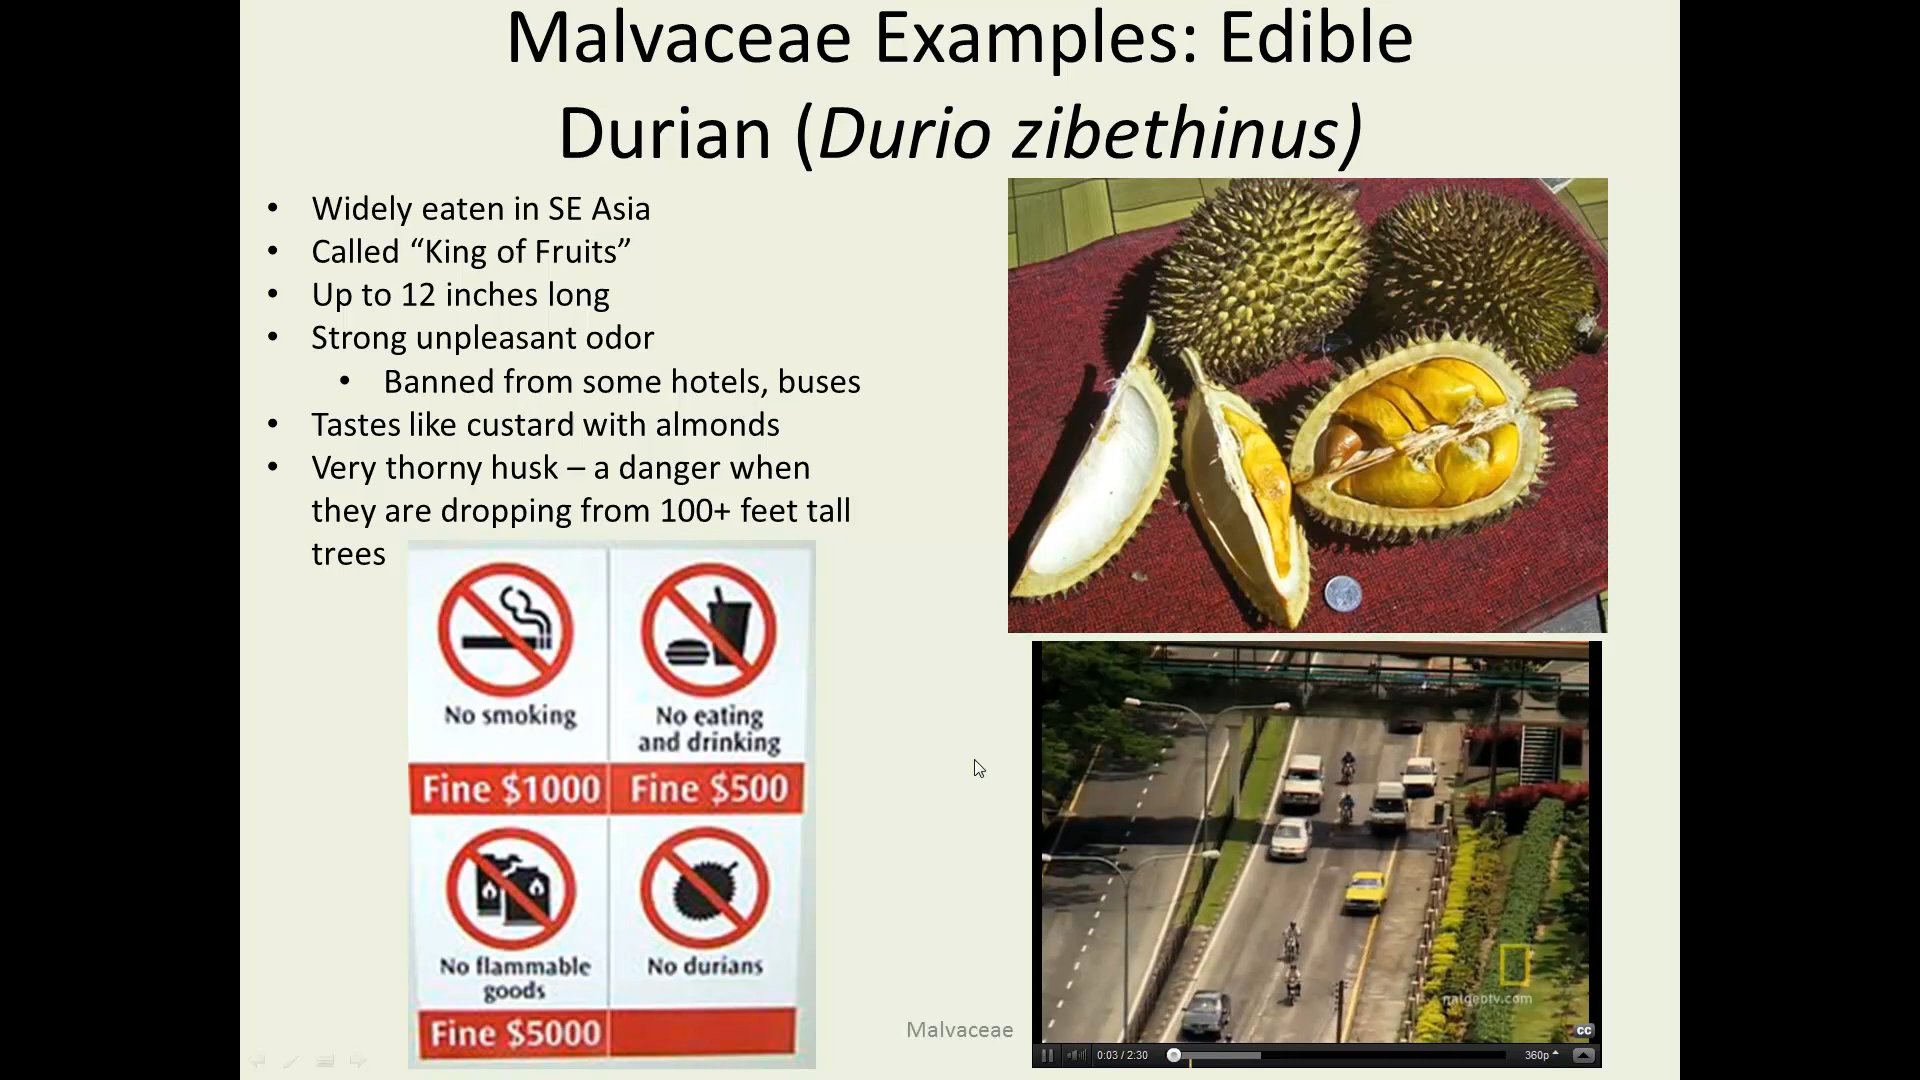 Malvaceae Examples: Edible
Durian (Durio zibethinus)
• Widely eaten in SE Asia
• Called “King of Fruits”
• Up to 12 inches long
• Strong unpleasant odor
• Banned from some hotels, buses
• Tastes like custard with almonds
• Very thorny husk – a danger when
they are dropping from 100+ feet tall
trees
No smoking
Fine $1000
No eating
and drinking
Fine $500
No flammable
goods
Fine $5000
No durians
Malvaceae
natgeotv.com
CC
0:03 / 2:30
360p